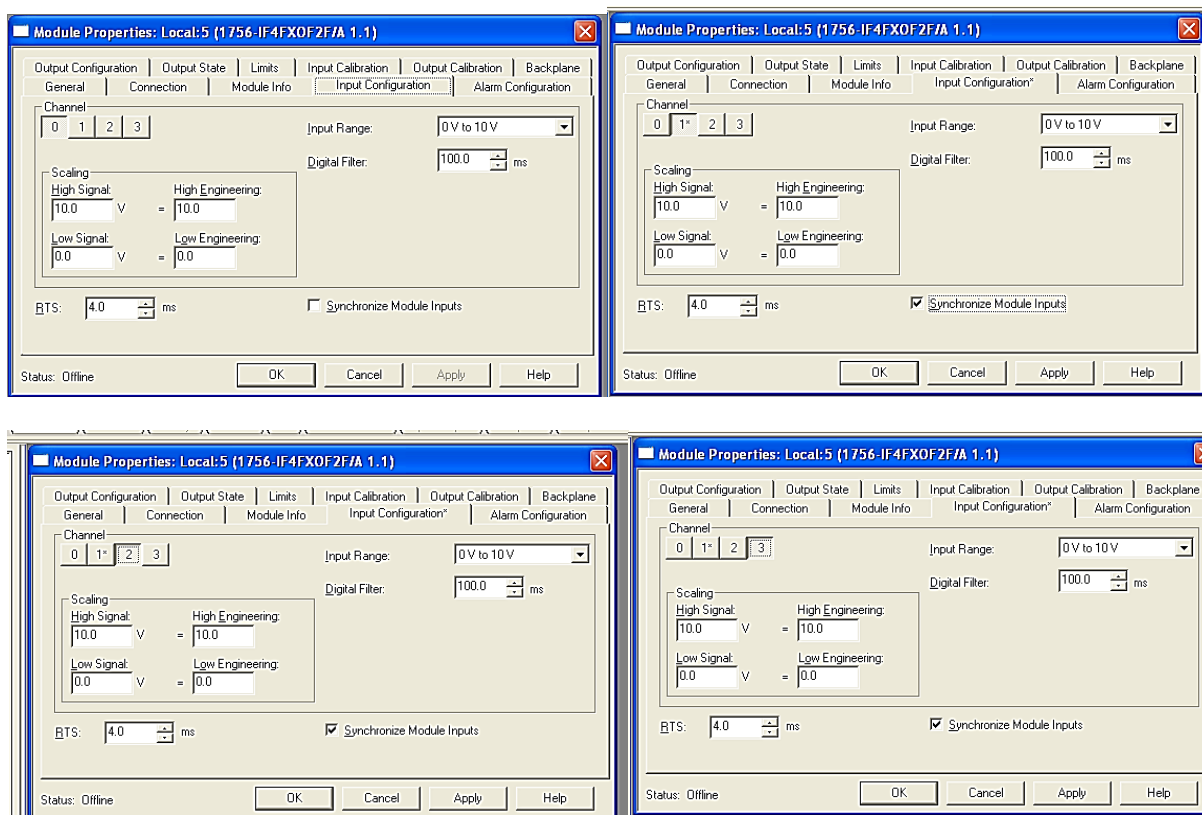 Module Properties: Local:5 (1756-IF4FXOF2F/A 1.1)
Output Configuration Output State Limits Input Calibration Output Calibration Backplane
General Connection Module Info Input Configuration Alarm Configuration
Channel
0 1 2 3
Input Range: 0 V to 10 V
Digital Filter: 100.0 ms
Scaling
High Signal: High Engineering:
10.0 V = 10.0
Low Signal: Low Engineering:
0.0 V = 0.0
RTS: 4.0 ms Synchronize Module Inputs
Status: Offline OK Cancel Apply Help
Module Properties: Local:5 (1756-IF4FXOF2F/A 1.1)
Output Configuration Output State Limits Input Calibration Output Calibration Backplane
General Connection Module Info Input Configuration* Alarm Configuration
Channel
0 1* 2 3
Input Range: 0 V to 10 V
Digital Filter: 100.0 ms
Scaling
High Signal: High Engineering:
10.0 V = 10.0
Low Signal: Low Engineering:
0.0 V = 0.0
RTS: 4.0 ms Synchronize Module Inputs
Status: Offline OK Cancel Apply Help
Module Properties: Local:5 (1756-IF4FXOF2F/A 1.1)
Output Configuration Output State Limits Input Calibration Output Calibration Backplane
General Connection Module Info Input Configuration* Alarm Configuration
Channel
0 1* 2 3
Input Range: 0 V to 10 V
Digital Filter: 100.0 ms
Scaling
High Signal: High Engineering:
10.0 V = 10.0
Low Signal: Low Engineering:
0.0 V = 0.0
RTS: 4.0 ms Synchronize Module Inputs
Status: Offline OK Cancel Apply Help
Module Properties: Local:5 (1756-IF4FXOF2F/A 1.1)
Output Configuration Output State Limits Input Calibration Output Calibration Backplane
General Connection Module Info Input Configuration* Alarm Configuration
Channel
0 1* 2 3
Input Range: 0 V to 10 V
Digital Filter: 100.0 ms
Scaling
High Signal: High Engineering:
10.0 V = 10.0
Low Signal: Low Engineering:
0.0 V = 0.0
RTS: 4.0 ms Synchronize Module Inputs
Status: Offline OK Cancel Apply Help